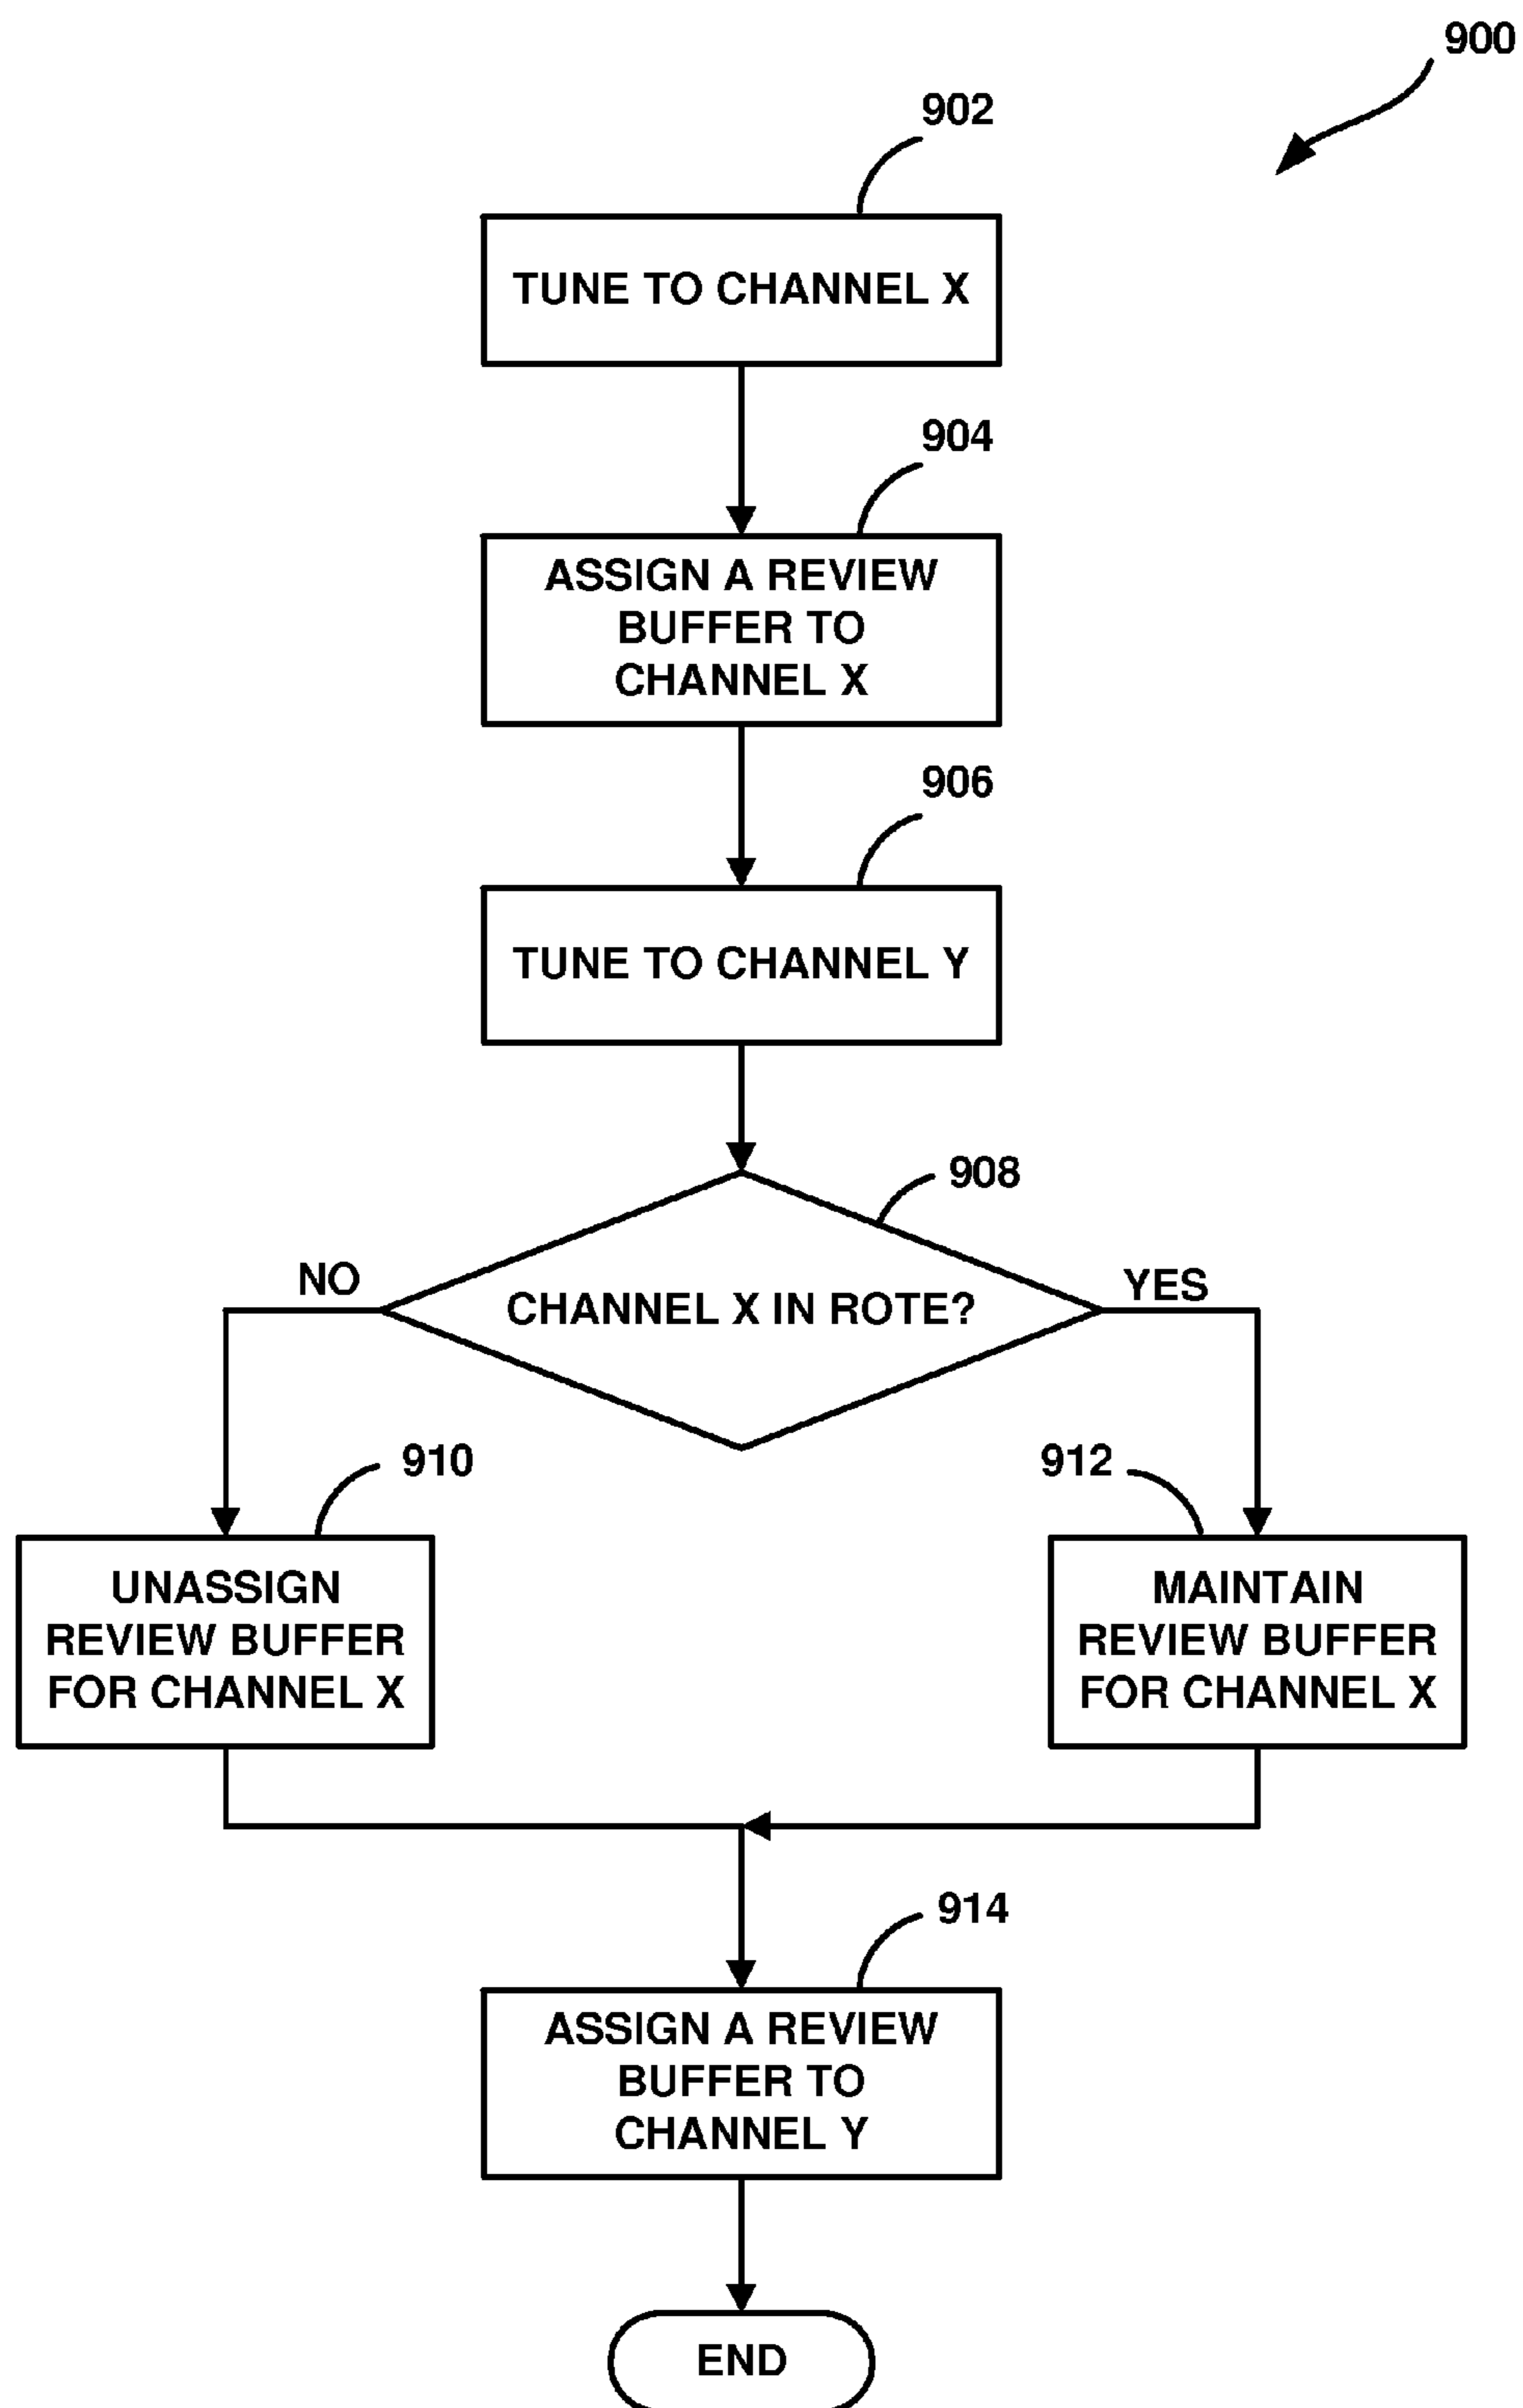 900
902
TUNE TO CHANNEL X
904
ASSIGN A REVIEW
BUFFER TO
CHANNEL X
906
TUNE TO CHANNEL Y
908
NO
CHANNEL X IN ROTE?
YES
910
912
UNASSIGN
REVIEW BUFFER
FOR CHANNEL X
MAINTAIN
REVIEW BUFFER
FOR CHANNEL X
914
ASSIGN A REVIEW
BUFFER TO
CHANNEL Y
END